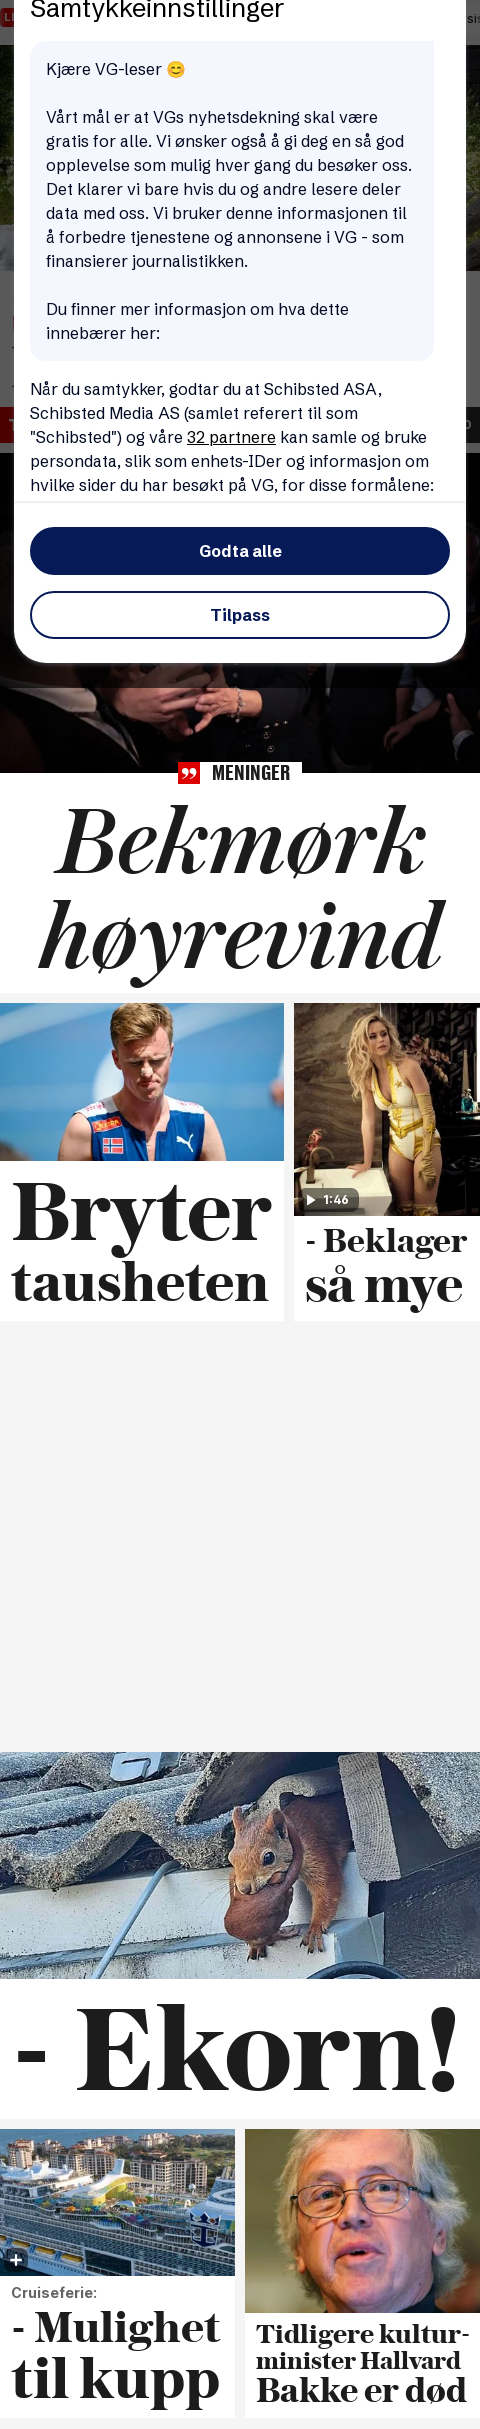 Samtykkeinnstillinger
Kjære VG-leser 😊
Vårt mål er at VGs nyhetsdekning skal være
gratis for alle. Vi ønsker også å gi deg en så god
opplevelse som mulig hver gang du besøker oss.
Det klarer vi bare hvis du og andre lesere deler
data med oss. Vi bruker denne informasjonen til
å forbedre tjenestene og annonsene i VG - som
finansierer journalistikken.
Du finner mer informasjon om hva dette
innebærer her:
Når du samtykker, godtar du at Schibsted ASA,
Schibsted Media AS (samlet referert til som
"Schibsted") og våre 32 partnere kan samle og bruke
persondata, slik som enhets-IDer og informasjon om
hvilke sider du har besøkt på VG, for disse formålene:
Godta alle
Tilpass
MENINGER
Bekmørk
høyrevind
Bryter
tausheten
1:46
- Beklager
så mye
- Ekorn!
Cruiseferie:
- Mulighet
til kupp
Tidligere kultur-
minister Hallvard
Bakke er død